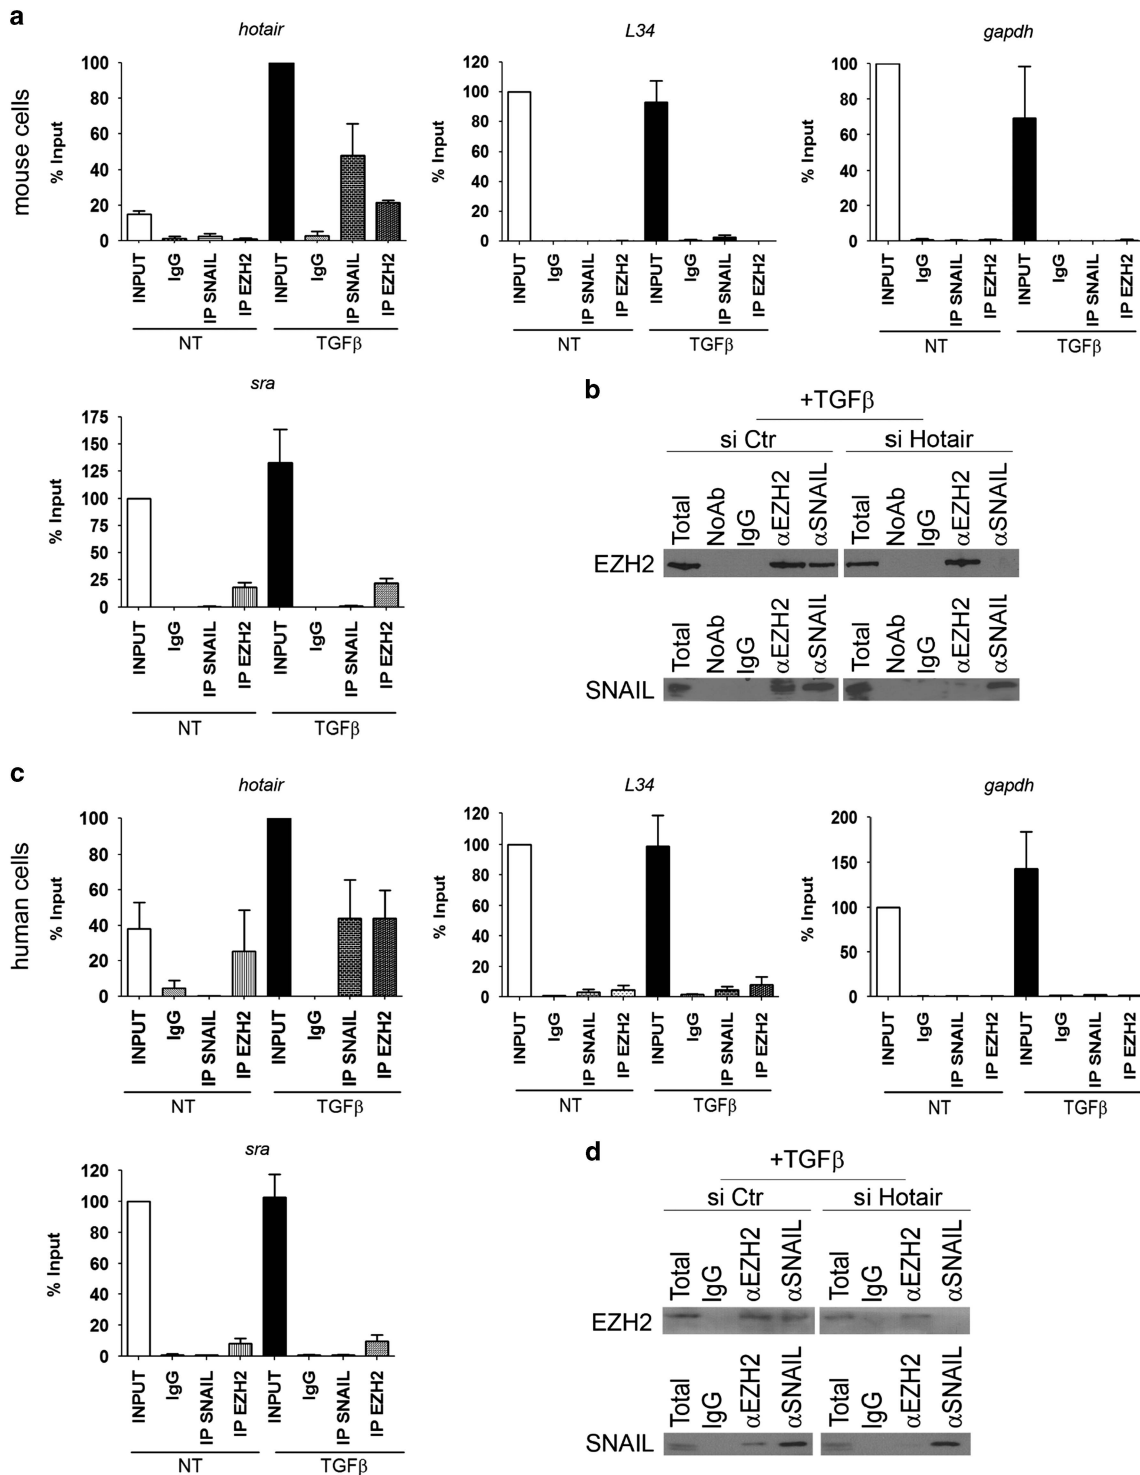 a
mouse cells
hotair
% Input
100
80
60
40
20
0
INPUT
IgG
IP SNAIL
IP EZH2
INPUT
IgG
IP SNAIL
IP EZH2
NT
TGFβ
L34
% Input
120
100
80
60
40
20
0
INPUT
IgG
IP SNAIL
IP EZH2
INPUT
IgG
IP SNAIL
IP EZH2
NT
TGFβ
gapdh
% Input
100
80
60
40
20
0
INPUT
IgG
IP SNAIL
IP EZH2
INPUT
IgG
IP SNAIL
IP EZH2
NT
TGFβ
sra
% Input
175
150
125
100
75
50
25
0
INPUT
IgG
IP SNAIL
IP EZH2
INPUT
IgG
IP SNAIL
IP EZH2
NT
TGFβ
b
+TGFβ
si Ctr
si Hotair
Total
NoAb
IgG
αEZH2
αSNAIL
Total
NoAb
IgG
αEZH2
αSNAIL
EZH2
Total
NoAb
IgG
αEZH2
αSNAIL
Total
NoAb
IgG
αEZH2
αSNAIL
SNAIL
c
human cells
hotair
% Input
100
80
60
40
20
0
INPUT
IgG
IP SNAIL
IP EZH2
INPUT
IgG
IP SNAIL
IP EZH2
NT
TGFβ
L34
% Input
120
100
80
60
40
20
0
INPUT
IgG
IP SNAIL
IP EZH2
INPUT
IgG
IP SNAIL
IP EZH2
NT
TGFβ
gapdh
% Input
200
150
100
50
0
INPUT
IgG
IP SNAIL
IP EZH2
INPUT
IgG
IP SNAIL
IP EZH2
NT
TGFβ
sra
% Input
120
100
80
60
40
20
0
INPUT
IgG
IP SNAIL
IP EZH2
INPUT
IgG
IP SNAIL
IP EZH2
NT
TGFβ
d
+TGFβ
si Ctr
si Hotair
Total
IgG
αEZH2
αSNAIL
Total
IgG
αEZH2
αSNAIL
EZH2
Total
IgG
αEZH2
αSNAIL
Total
IgG
αEZH2
αSNAIL
SNAIL